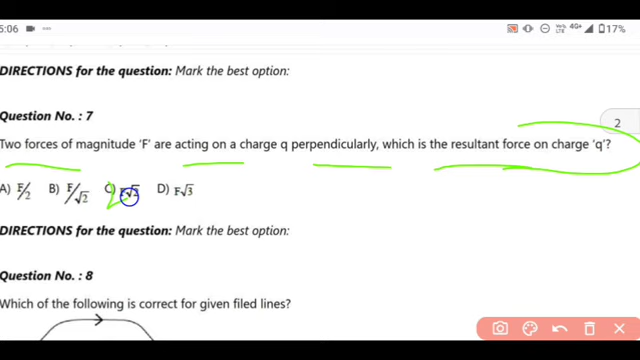 5:06 17%
4G+
VoLTE
DIRECTIONS for the question: Mark the best option:
2
Question No. : 7
Two forces of magnitude ‘F’ are acting on a charge q perpendicularly, which is the resultant force on charge ‘q’?
A) F/2 B) F/√2 C) F√2 D) F√3
DIRECTIONS for the question: Mark the best option:
Question No. : 8
Which of the following is correct for given filed lines?